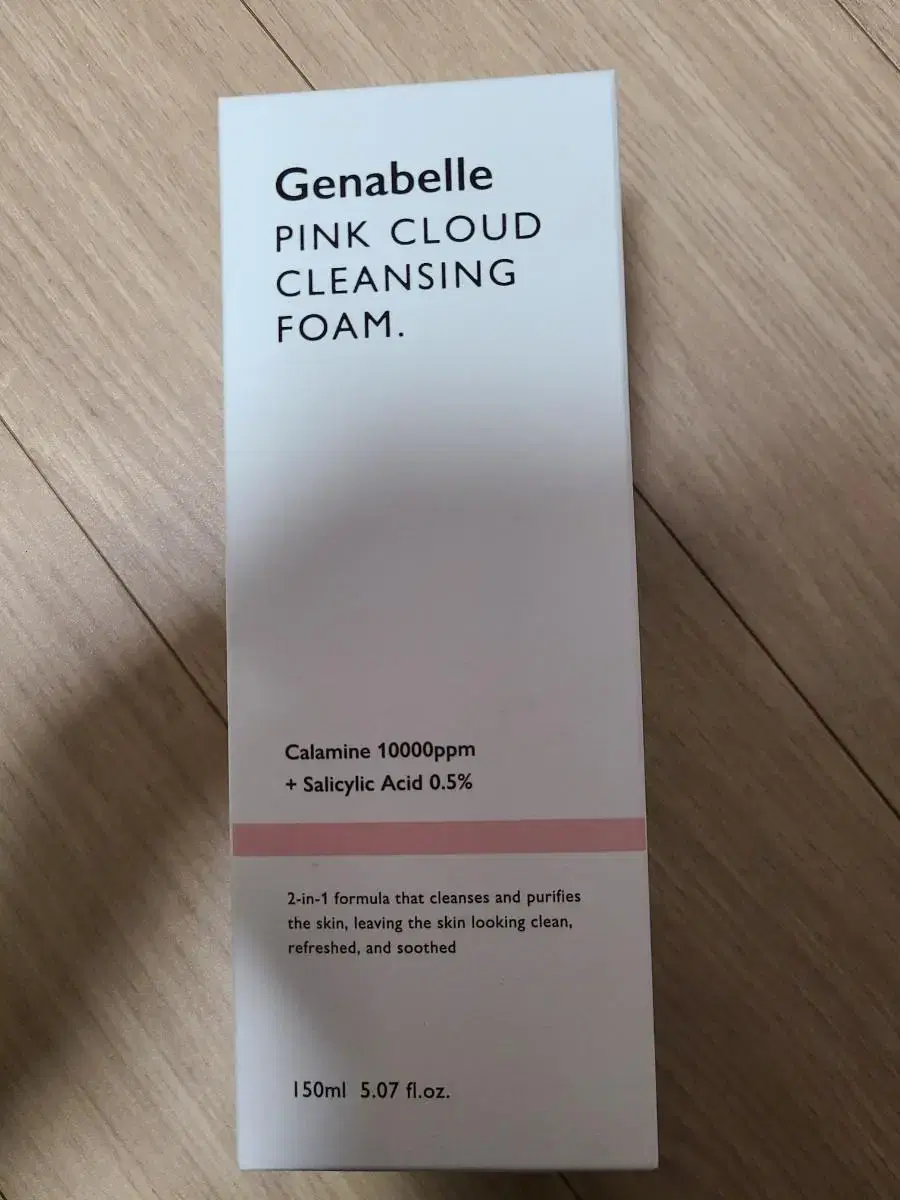 Genabelle
PINK CLOUD
CLEANSING
FOAM.
Calamine 10000ppm
+ Salicylic Acid 0.5%
2-in-1 formula that cleanses and purifies
the skin, leaving the skin looking clean,
refreshed, and soothed
150ml 5.07 fl.oz.